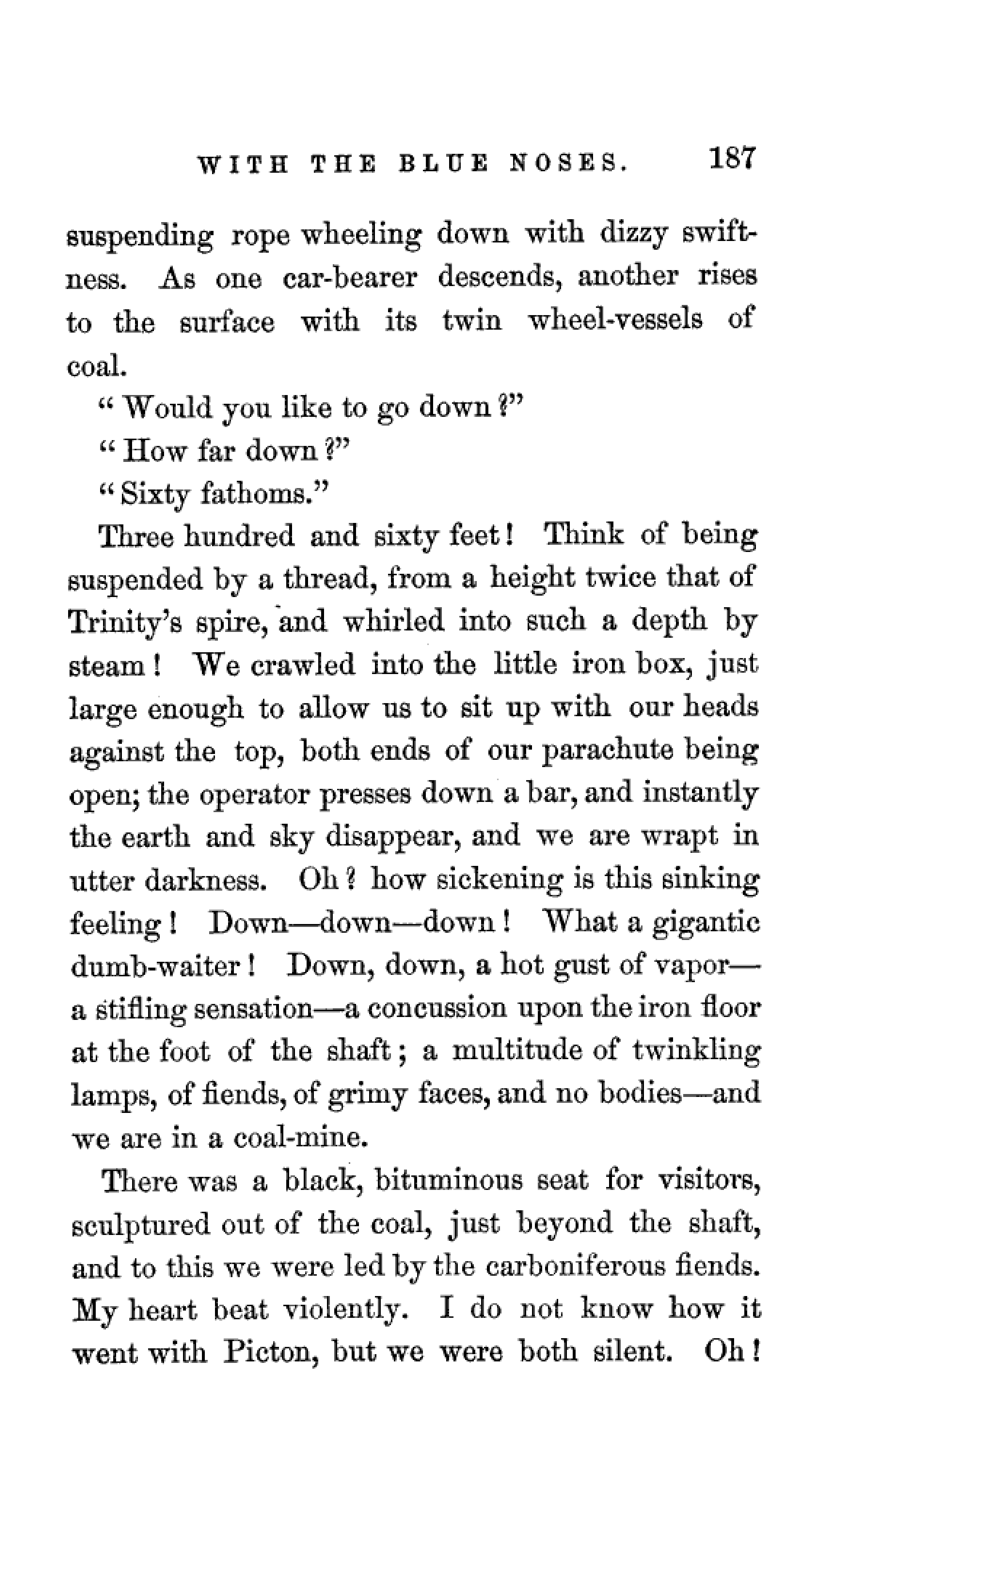 WITH THE BLUE NOSES. 187
suspending rope wheeling down with dizzy swift-
ness. As one car-bearer descends, another rises
to the surface with its twin wheel-vessels of
coal.
“ Would you like to go down ?”
“ How far down ?”
“ Sixty fathoms.”
Three hundred and sixty feet ! Think of being
suspended by a thread, from a height twice that of
Trinity’s spire, and whirled into such a depth by
steam ! We crawled into the little iron box, just
large enough to allow us to sit up with our heads
against the top, both ends of our parachute being
open; the operator presses down a bar, and instantly
the earth and sky disappear, and we are wrapt in
utter darkness. Oh ? how sickening is this sinking
feeling ! Down—down—down ! What a gigantic
dumb-waiter ! Down, down, a hot gust of vapor—
a stifling sensation—a concussion upon the iron floor
at the foot of the shaft ; a multitude of twinkling
lamps, of fiends, of grimy faces, and no bodies—and
we are in a coal-mine.
There was a black, bituminous seat for visitors,
sculptured out of the coal, just beyond the shaft,
and to this we were led by the carboniferous fiends.
My heart beat violently. I do not know how it
went with Picton, but we were both silent. Oh !